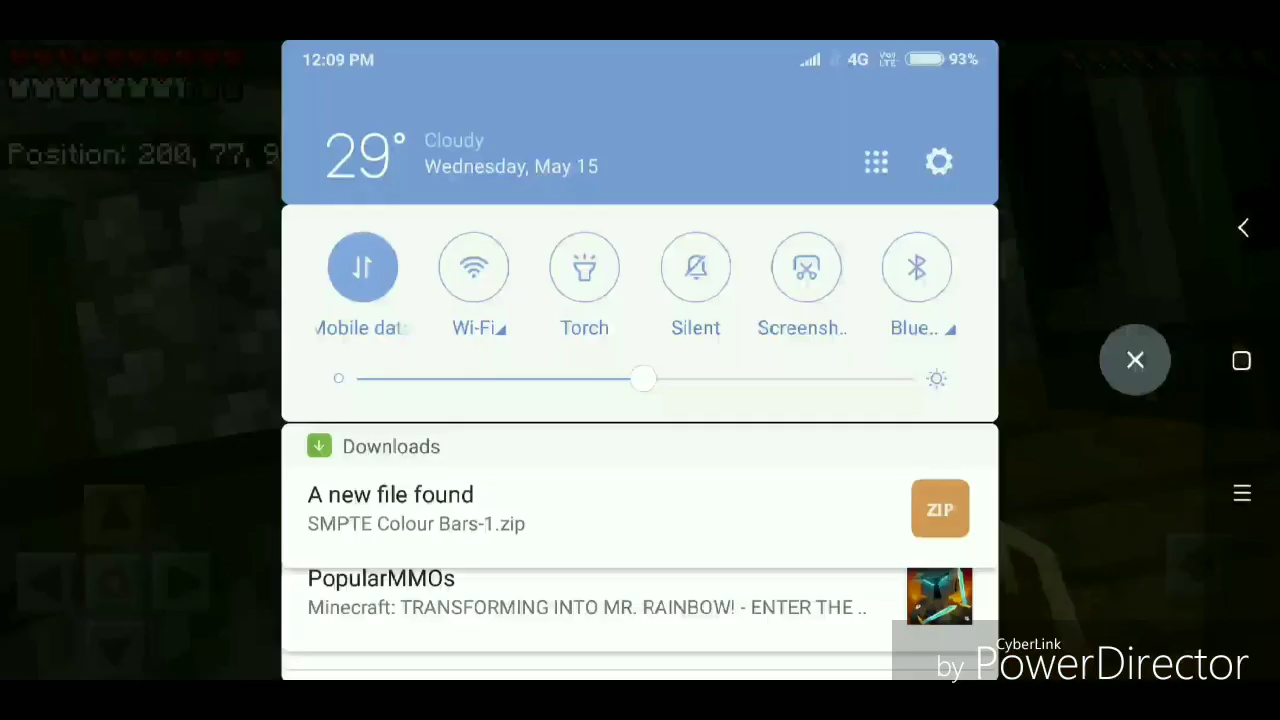 12:09 PM
4G VoLTE 93%
Position: 200, 77, 9
29° Cloudy
Wednesday, May 15
Mobile dat
Wi-Fi
Torch
Silent
Screensh..
Blue..
Downloads
A new file found
SMPTE Colour Bars-1.zip
ZIP
PopularMMOs
Minecraft: TRANSFORMING INTO MR. RAINBOW! - ENTER THE ..
CyberLink
by PowerDirector